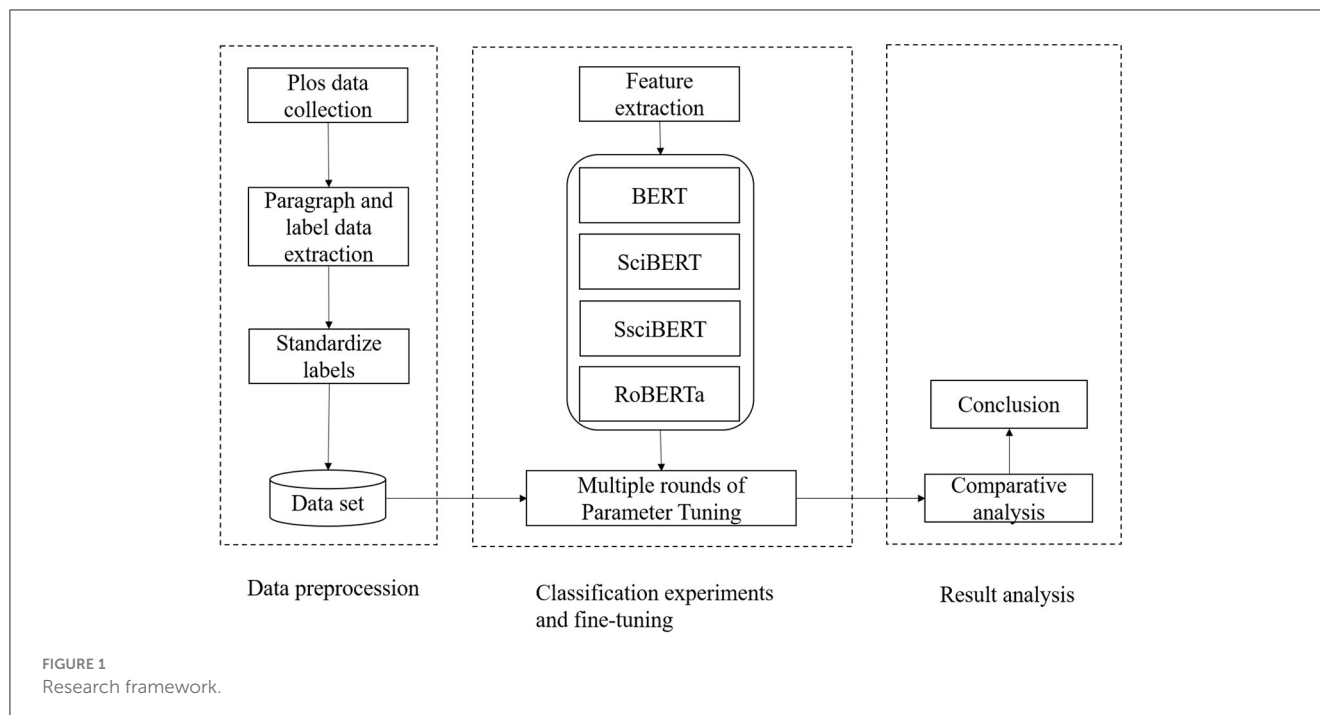 Plos data
collection
Paragraph and
label data
extraction
Standardize
labels
Data set
Data preprocession
Feature
extraction
BERT
SciBERT
SsciBERT
RoBERTa
Multiple rounds of
Parameter Tuning
Classification experiments
and fine-tuning
Conclusion
Comparative
analysis
Result analysis
FIGURE 1
Research framework.